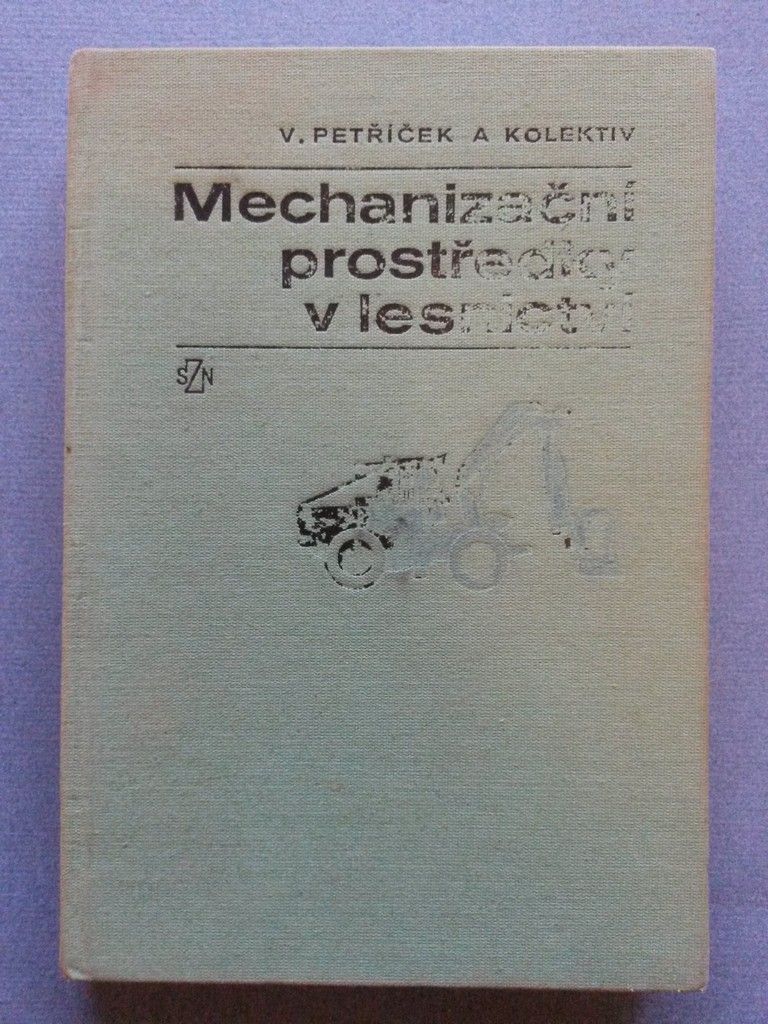 V. PETŘÍČEK A KOLEKTIV
Mechanizační
prostředky
v lesnictví
SZN